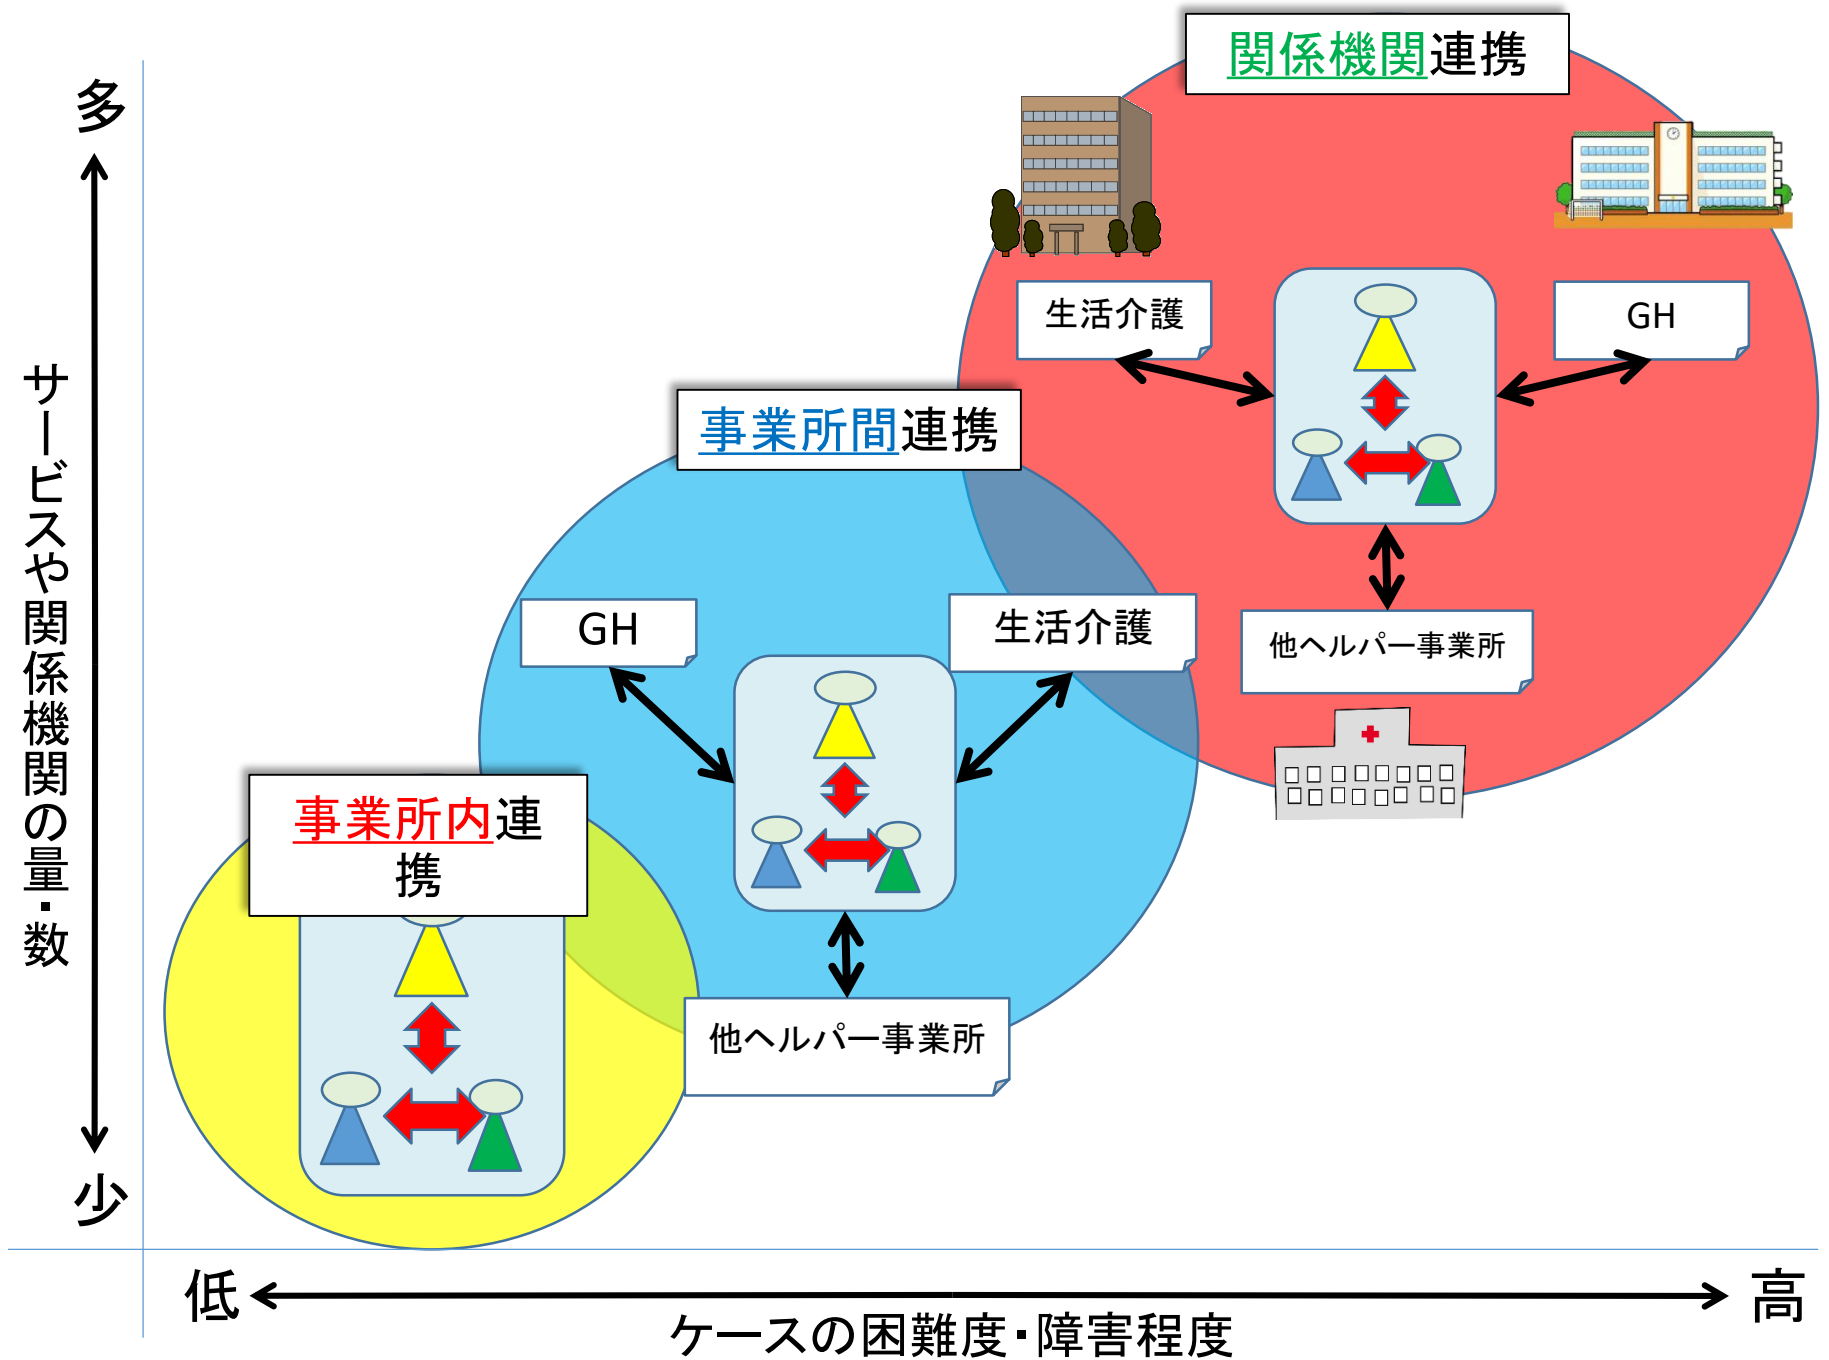 関係機関連携
多
生活介護
GH
サービスや関係機関の量・数
事業所間連携
GH
生活介護
他ヘルパー事業所
事業所内連
携
他ヘルパー事業所
少
低
高
ケースの困難度・障害程度